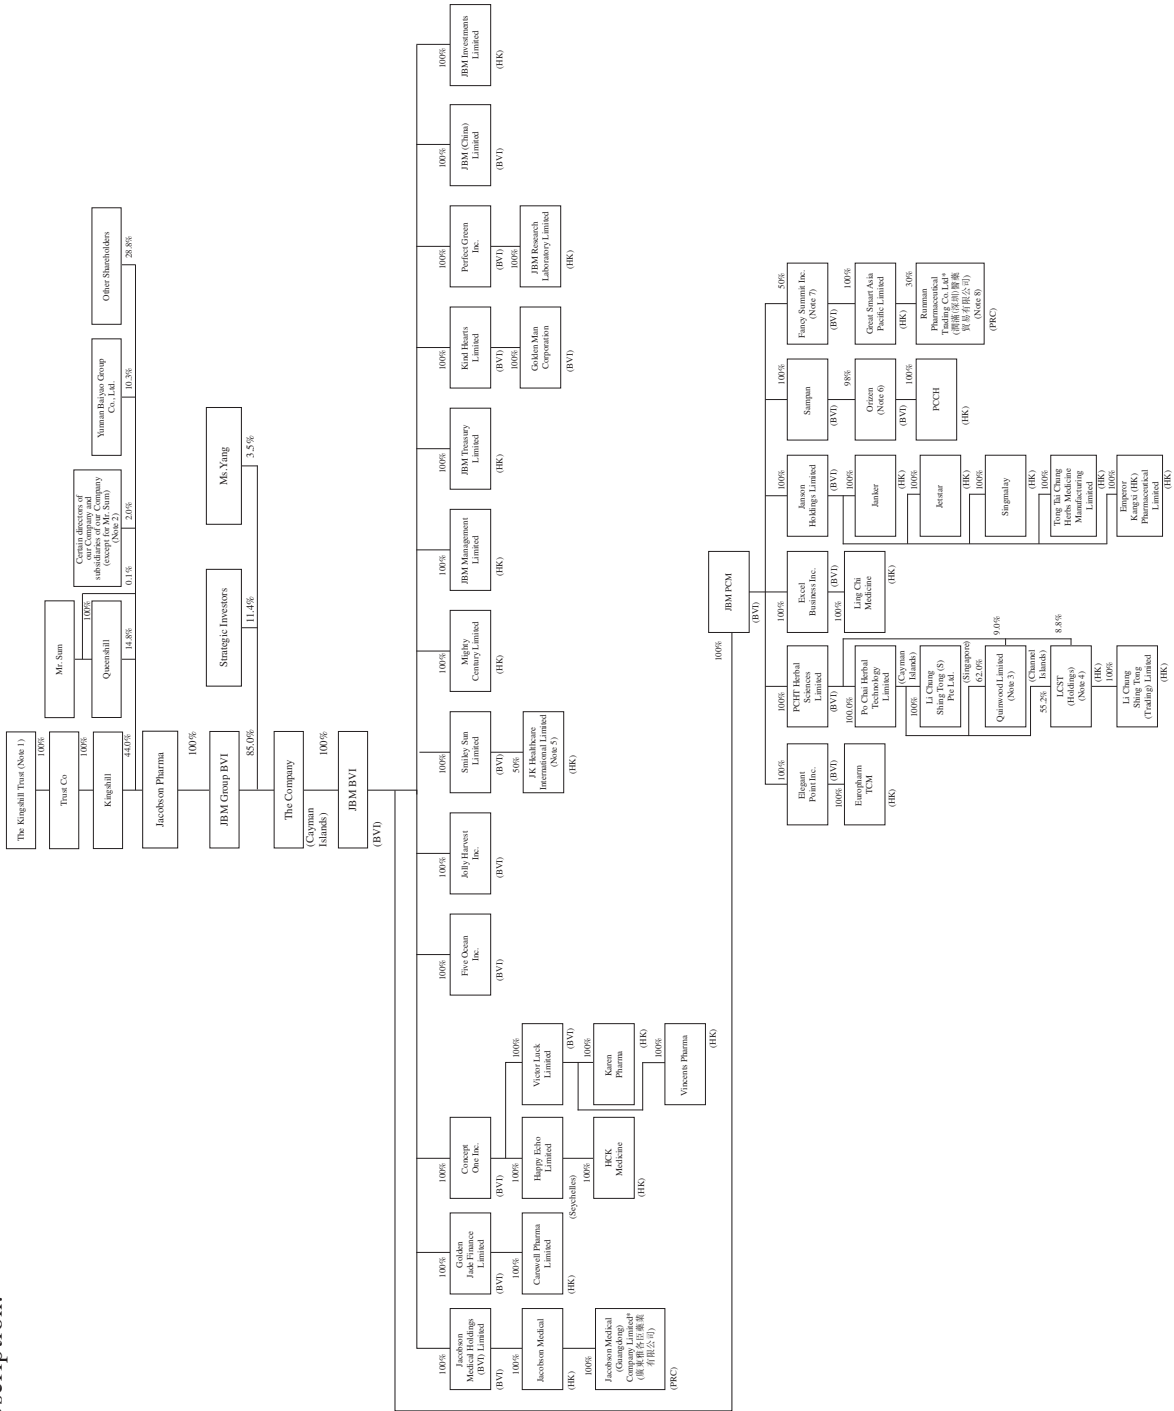 The Kingshill Trust (Note 1)
100%
Trust Co
100%
Kingshill
44.0%
Mr. Sum
100%
Queenshill
14.8%
0.1%
Certain directors of
our Company and
subsidiaries of our Company
(except for Mr. Sum)
(Note 2)
2.0%
Yunnan Baiyao Group
Co., Ltd.
10.3%
Other Shareholders
28.8%
Jacobson Pharma
100%
JBM Group BVI
85.0%
Strategic Investors
11.4%
Ms.Yang
3.5%
The Company
(Cayman
Islands)
100%
JBM BVI
(BVI)
100%
Jacobson
Medical Holdings
(BVI) Limited
(BVI)
100%
Jacobson Medical
(HK)
100%
Jacobson Medical
(Guangdong)
Company Limited*
(廣東雅各臣藥業
有限公司)
(PRC)
100%
Golden
Jade Finance
Limited
(BVI)
100%
Carewell Pharma
Limited
(HK)
100%
Concept
One Inc.
(BVI)
100%
Happy Echo
Limited
(Seychelles)
100%
HCK
Medicine
(HK)
100%
Victor Luck
Limited
(BVI)
100%
Karen
Pharma
(HK)
100%
Vincents Pharma
(HK)
100%
Five Ocean
Inc.
(BVI)
100%
Jolly Harvest
Inc.
(BVI)
100%
Smiley Sun
Limited
(BVI)
50%
JK Healthcare
International Limited
(Note 5)
(HK)
100%
Mighty
Century Limited
(HK)
100%
JBM Management
Limited
(HK)
100%
JBM Treasury
Limited
(HK)
100%
Kind Hearts
Limited
(BVI)
100%
Golden Man
Corporation
(BVI)
100%
Perfect Green
Inc.
(BVI)
100%
JBM Research
Laboratory Limited
(HK)
100%
JBM (China)
Limited
(BVI)
100%
JBM Investments
Limited
(HK)
100%
JBM PCM
(BVI)
100%
Elegant
Point Inc.
(BVI)
100%
Europharm
TCM
(HK)
100%
PCHT Herbal
Sciences
Limited
(BVI)
100.0%
Po Chai Herbal
Technology
Limited
(Cayman
Islands)
100%
Li Chung
Shing Tong (S)
Pte Ltd.
(Singapore)
62.0%
9.0%
Quinwood Limited
(Note 3)
(Channel
Islands)
55.2%
8.8%
LCST
(Holdings)
(Note 4)
(HK)
100%
Li Chung
Shing Tong
(Trading) Limited
(HK)
100%
Excel
Business Inc.
(BVI)
100%
Ling Chi
Medicine
(HK)
100%
Janson
Holdings Limited
(BVI)
100%
Janker
(HK)
100%
Jetstar
(HK)
100%
Singmalay
(HK)
100%
Tong Tai Chung
Herbs Medicine
Manufacturing
Limited
(HK)
100%
Emperor
Kangxi (HK)
Pharmaceutical
Limited
(HK)
100%
Sampan
(BVI)
98%
Orizen
(Note 6)
(BVI)
100%
PCCH
(HK)
50%
Fancy Summit Inc.
(Note 7)
(BVI)
100%
Great Smart Asia
Pacific Limited
(HK)
30%
Runman
Pharmaceutical
Trading Co. Ltd*
(潤滿(深圳)醫藥
貿易有限公司)
(Note 8)
(PRC)